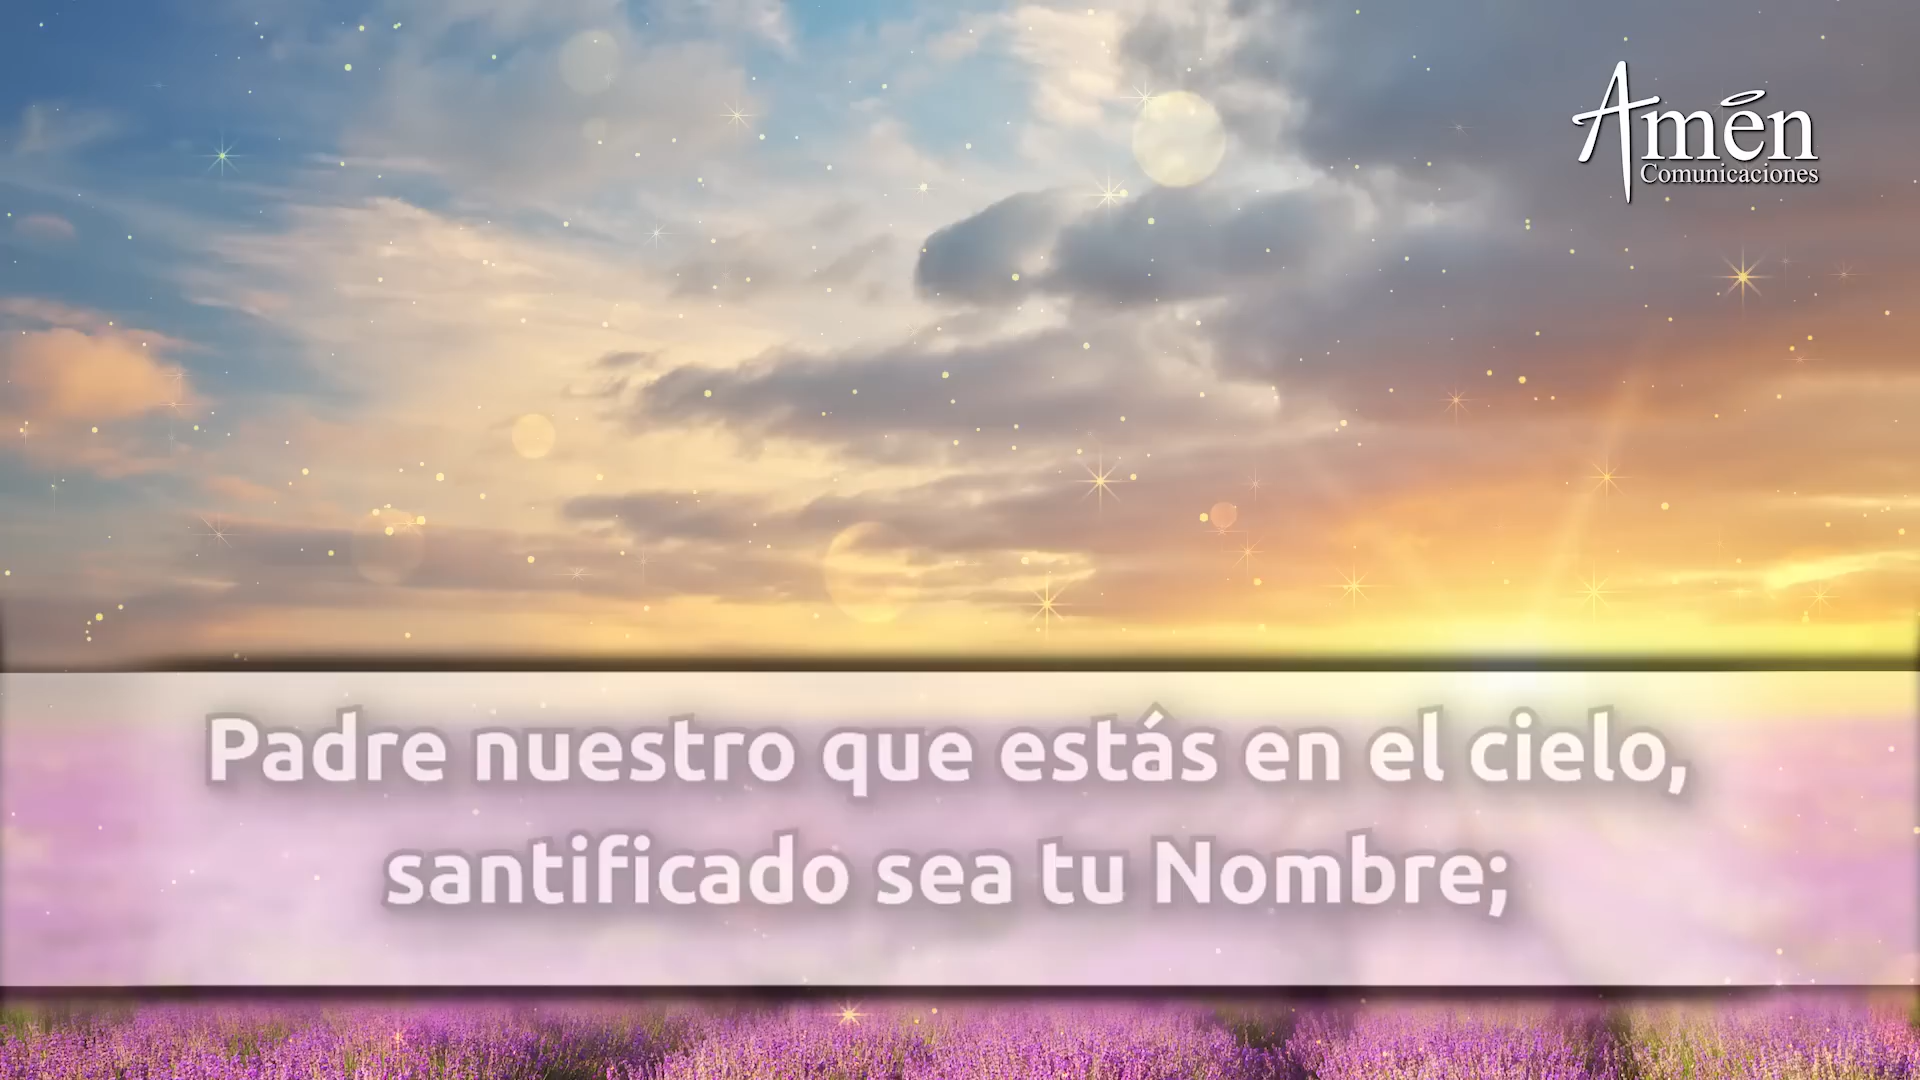 Amén
Comunicaciones
Padre nuestro que estás en el cielo,
santificado sea tu Nombre;